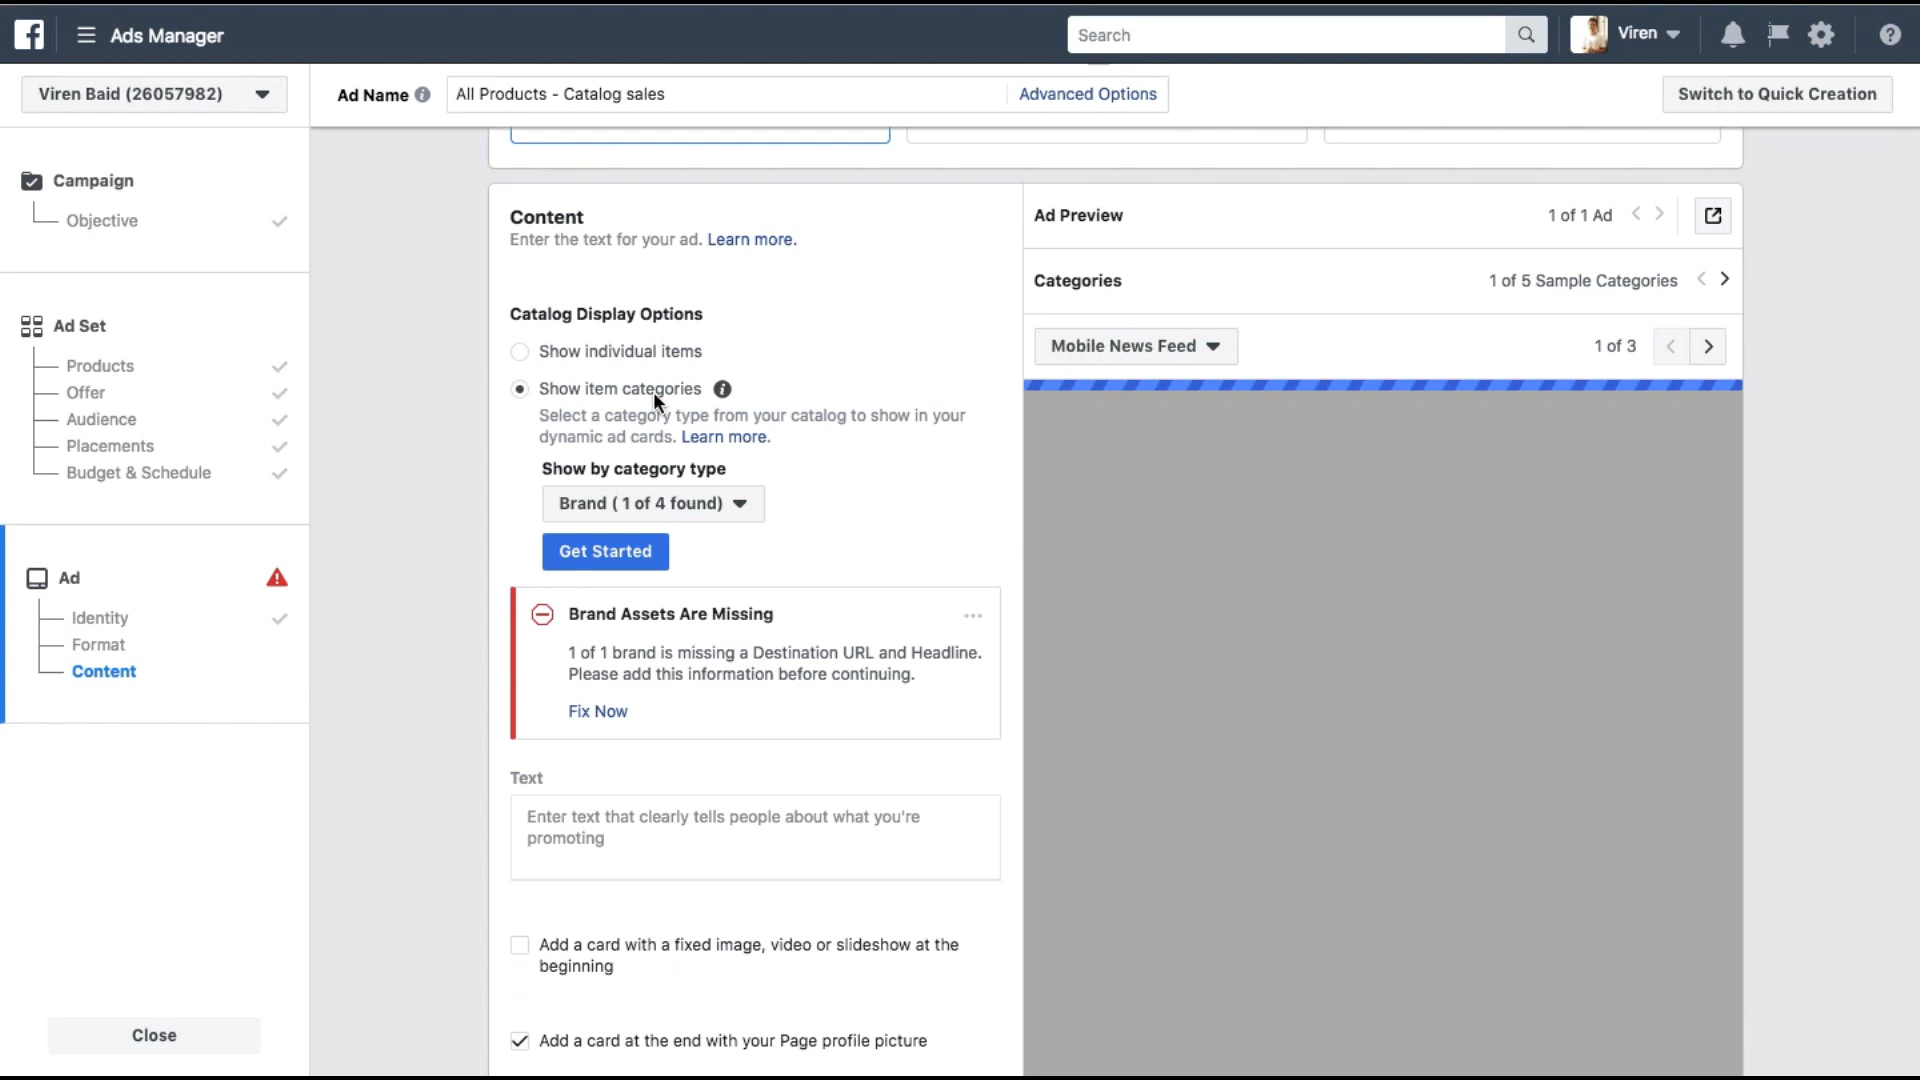 Ads Manager
Search
Viren
Viren Baid (26057982)
Ad Name
All Products - Catalog sales
Advanced Options
Switch to Quick Creation
Campaign
Objective
Ad Set
Products
Offer
Audience
Placements
Budget & Schedule
Ad
Identity
Format
Content
Close
Content
Enter the text for your ad. Learn more.
Catalog Display Options
Show individual items
Show item categories
Select a category type from your catalog to show in your
dynamic ad cards. Learn more.
Show by category type
Brand ( 1 of 4 found)
Get Started
Brand Assets Are Missing
1 of 1 brand is missing a Destination URL and Headline.
Please add this information before continuing.
Fix Now
Text
Enter text that clearly tells people about what you're
promoting
Add a card with a fixed image, video or slideshow at the
beginning
Add a card at the end with your Page profile picture
Ad Preview
1 of 1 Ad
Categories
1 of 5 Sample Categories
Mobile News Feed
1 of 3